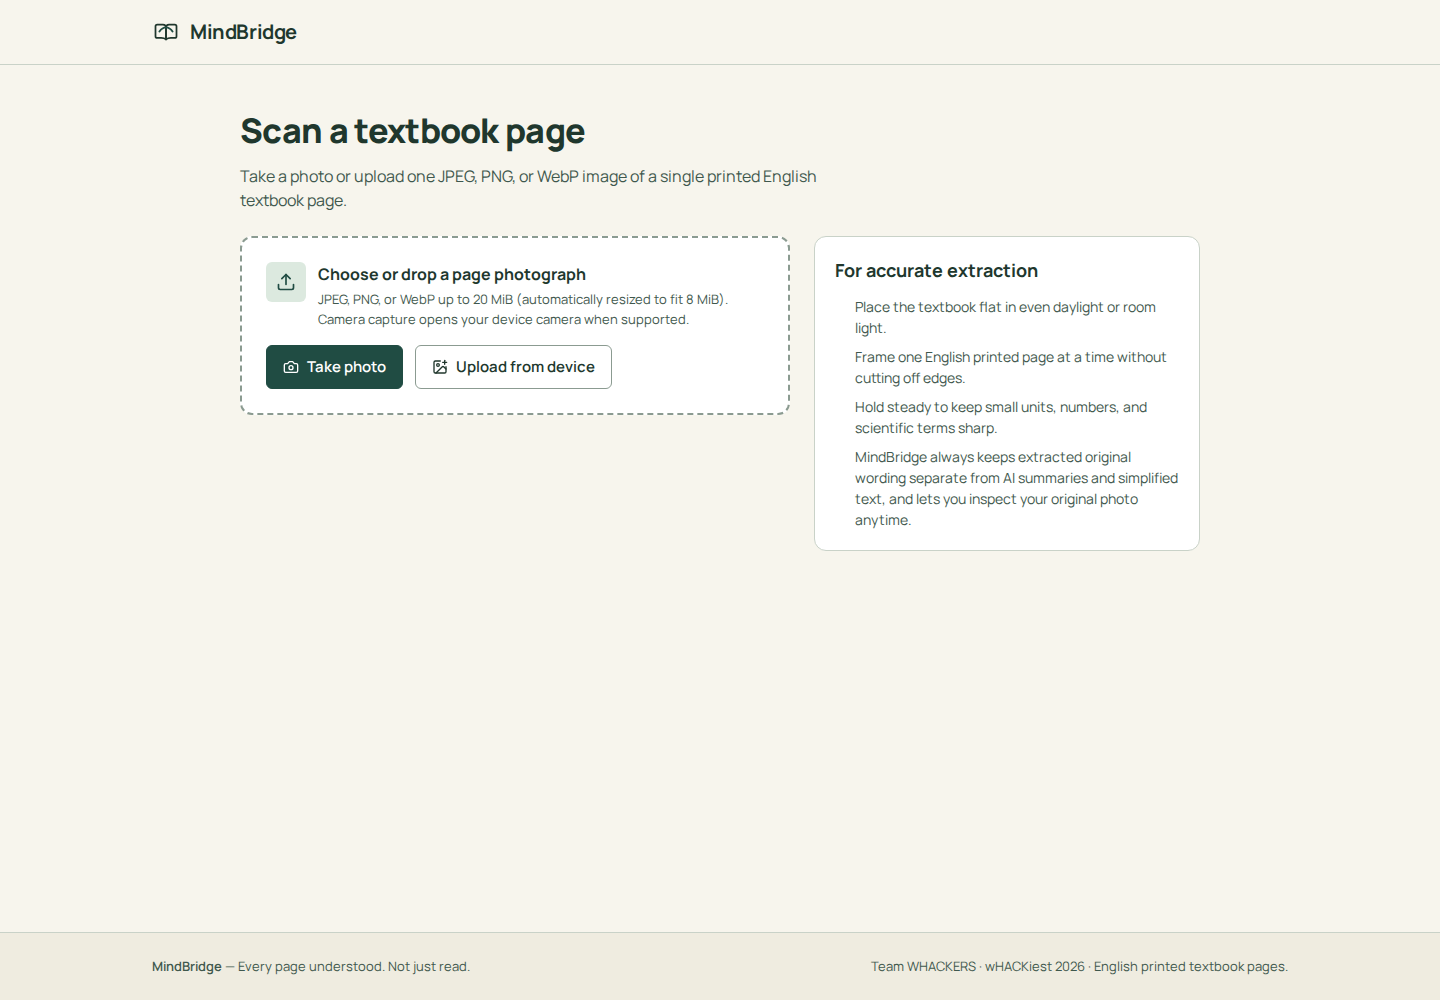 MindBridge
Scan a textbook page
Take a photo or upload one JPEG, PNG, or WebP image of a single printed English
textbook page.
Choose or drop a page photograph
JPEG, PNG, or WebP up to 20 MiB (automatically resized to fit 8 MiB).
Camera capture opens your device camera when supported.
Take photo
Upload from device
For accurate extraction
Place the textbook flat in even daylight or room
light.
Frame one English printed page at a time without
cutting off edges.
Hold steady to keep small units, numbers, and
scientific terms sharp.
MindBridge always keeps extracted original
wording separate from AI summaries and simplified
text, and lets you inspect your original photo
anytime.
MindBridge — Every page understood. Not just read.
Team WHACKERS · wHACKiest 2026 · English printed textbook pages.